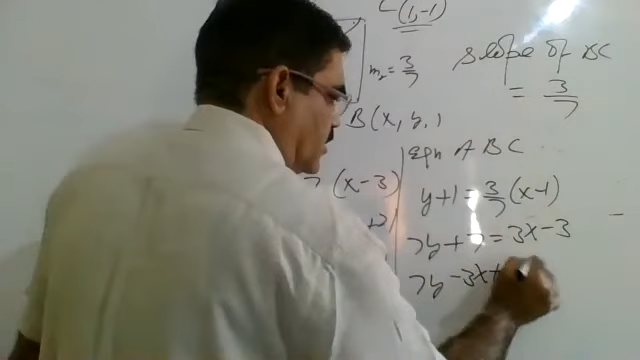 C(1,-1)
m₂ = 3/7
B(x, y,
slope of BC
= 3/7
(x-3)
Eqn of BC
y+1 = 3/7 (x-1)
7y+7 = 3x-3
7y-3x+